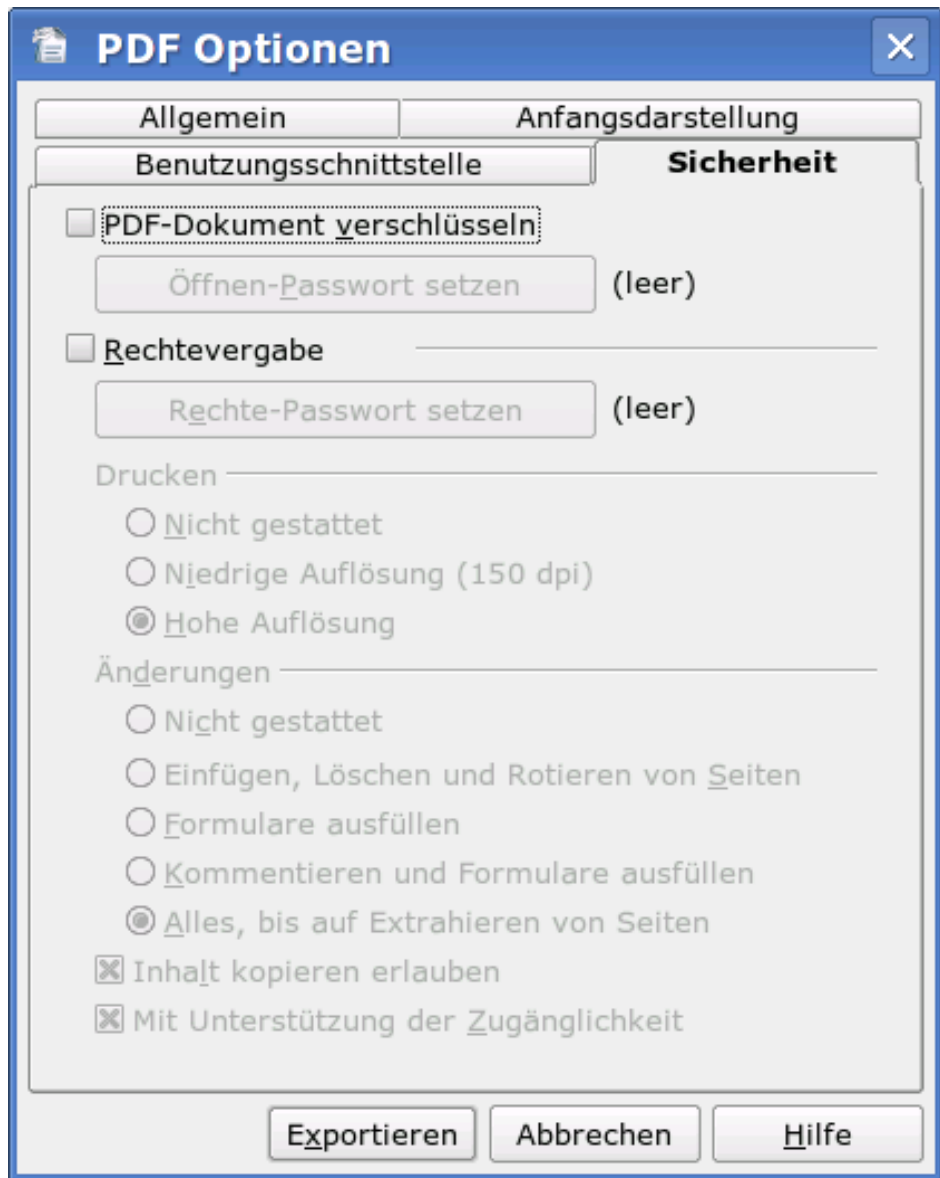 PDF Optionen
Allgemein
Anfangsdarstellung
Benutzungsschnittstelle
Sicherheit
PDF-Dokument verschlüsseln
Öffnen-Passwort setzen (leer)
Rechtevergabe
Rechte-Passwort setzen (leer)
Drucken
Nicht gestattet
Niedrige Auflösung (150 dpi)
Hohe Auflösung
Änderungen
Nicht gestattet
Einfügen, Löschen und Rotieren von Seiten
Formulare ausfüllen
Kommentieren und Formulare ausfüllen
Alles, bis auf Extrahieren von Seiten
Inhalt kopieren erlauben
Mit Unterstützung der Zugänglichkeit
Exportieren
Abbrechen
Hilfe